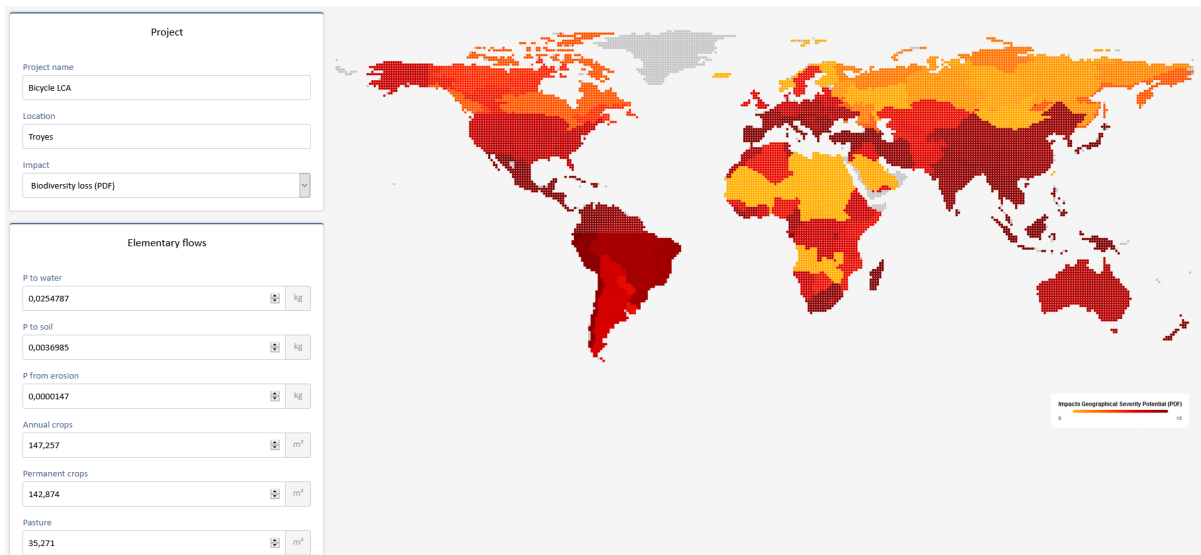 Project
Project name
Bicycle LCA
Location
Troyes
Impact
Biodiversity loss (PDF)
Elementary flows
P to water
0,0254787 kg
P to soil
0,0036985 kg
P from erosion
0,0000147 kg
Annual crops
147,257 m²
Permanent crops
142,874 m²
Pasture
35,271 m²
Impacts Geographical Severity Potential (PDF)
0 10